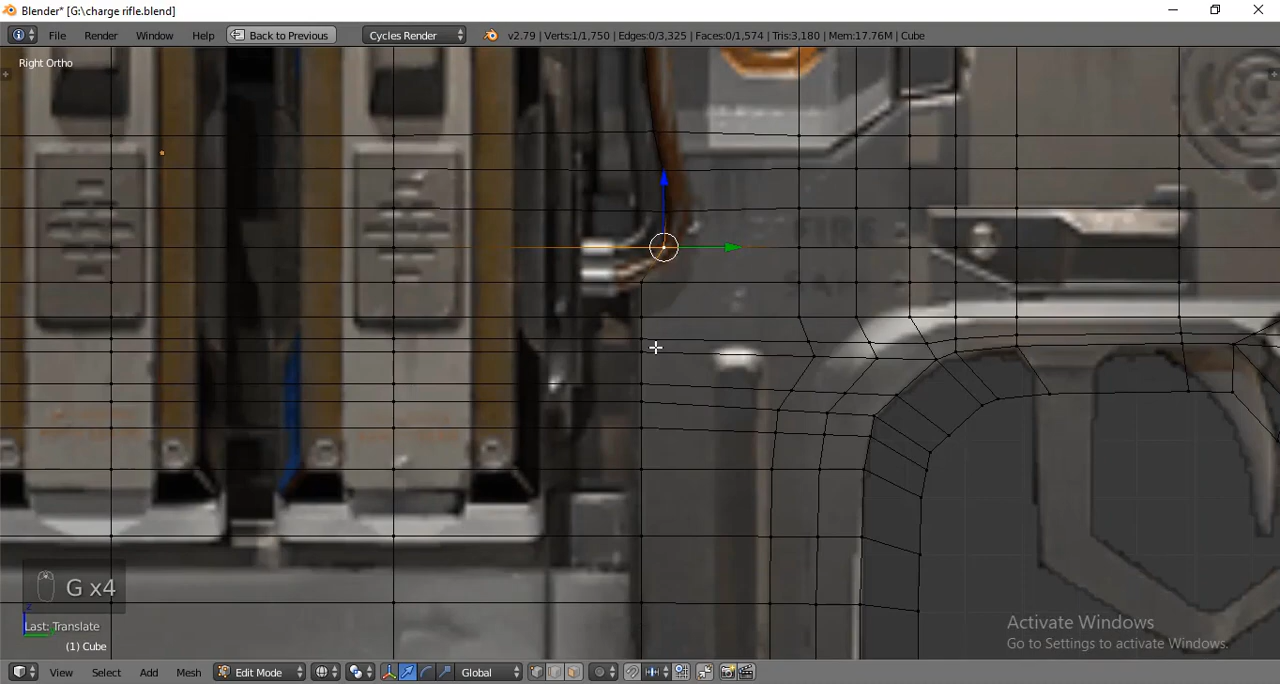 Blender* [G:\charge rifle.blend]
File Render Window Help Back to Previous Cycles Render v2.79 | Verts:1/1,750 | Edges:0/3,325 | Faces:0/1,574 | Tris:3,180 | Mem:17.76M | Cube
Right Ortho
FIRE
SAFE
G x4
z
Last: Translate
(1) Cube
Activate Windows
Go to Settings to activate Windows.
View Select Add Mesh Edit Mode Global